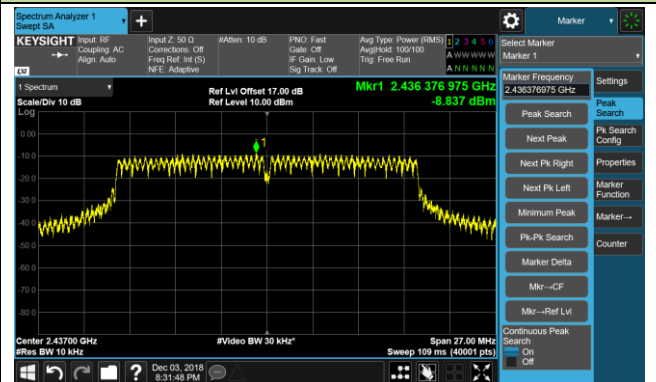 Spectrum Analyzer 1
Swept SA
Marker
KEYSIGHT
Input: RF
Coupling: AC
Align: Auto
Input Z: 50 Ω
Corrections: Off
Freq Ref: Int (S)
NFE: Adaptive
#Atten: 10 dB
PNO: Fast
Gate: Off
IF Gain: Low
Sig Track: Off
Avg Type: Power (RMS)
Avg|Hold: 100/100
Trig: Free Run
1 2 3 4 5 6
A W W W W W
A N N N N N
LXI
Select Marker
Marker 1
1 Spectrum
Scale/Div 10 dB
Log
Ref Lvl Offset 17.00 dB
Ref Level 10.00 dBm
Mkr1 2.436 376 975 GHz
-8.837 dBm
0.00
-10.0
-20.0
-30.0
-40.0
-50.0
-60.0
-70.0
-80.0
1
Center 2.43700 GHz
#Res BW 10 kHz
#Video BW 30 kHz*
Span 27.00 MHz
Sweep 109 ms (40001 pts)
Marker Frequency
2.436376975 GHz
Peak Search
Next Peak
Next Pk Right
Next Pk Left
Minimum Peak
Pk-Pk Search
Marker Delta
Mkr→CF
Mkr→Ref Lvl
Continuous Peak
Search
On
Off
Settings
Peak
Search
Pk Search
Config
Properties
Marker
Function
Marker→
Counter
?
Dec 03, 2018
8:31:48 PM